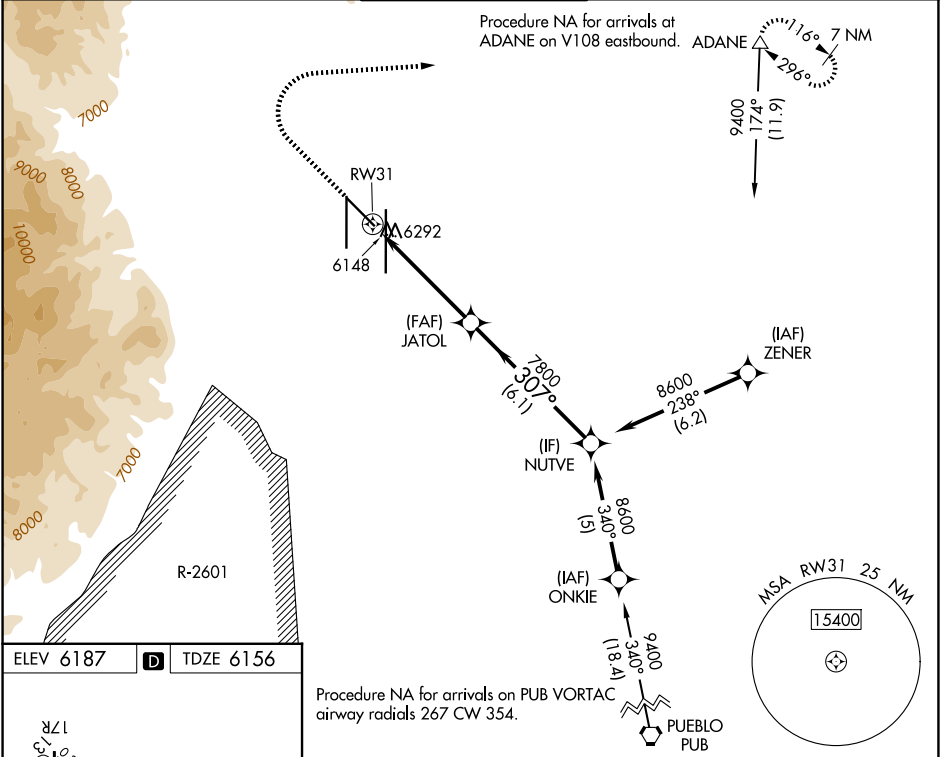 Procedure NA for arrivals at
ADANE on V108 eastbound.
ADANE
116°
7 NM
296°
9400
174°
(11.9)
7000
9000
8000
10000
RW31
6292
6148
(FAF)
JATOL
7800
307°
(6.1)
(IAF)
ZENER
8600
238°
(6.2)
(IF)
NUTVE
7000
8000
8600
340°
(5)
R-2601
(IAF)
ONKIE
MSA RW31 25 NM
15400
9400
340°
(18.4)
ELEV 6187
D
TDZE 6156
Procedure NA for arrivals on PUB VORTAC
airway radials 267 CW 354.
PUEBLO
PUB
17R
13